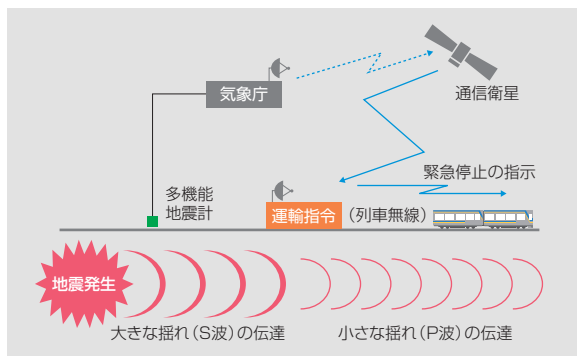 気象庁
通信衛星
緊急停止の指示
多機能
地震計
運輸指令
(列車無線)
地震発生
大きな揺れ(S波)の伝達
小さな揺れ(P波)の伝達